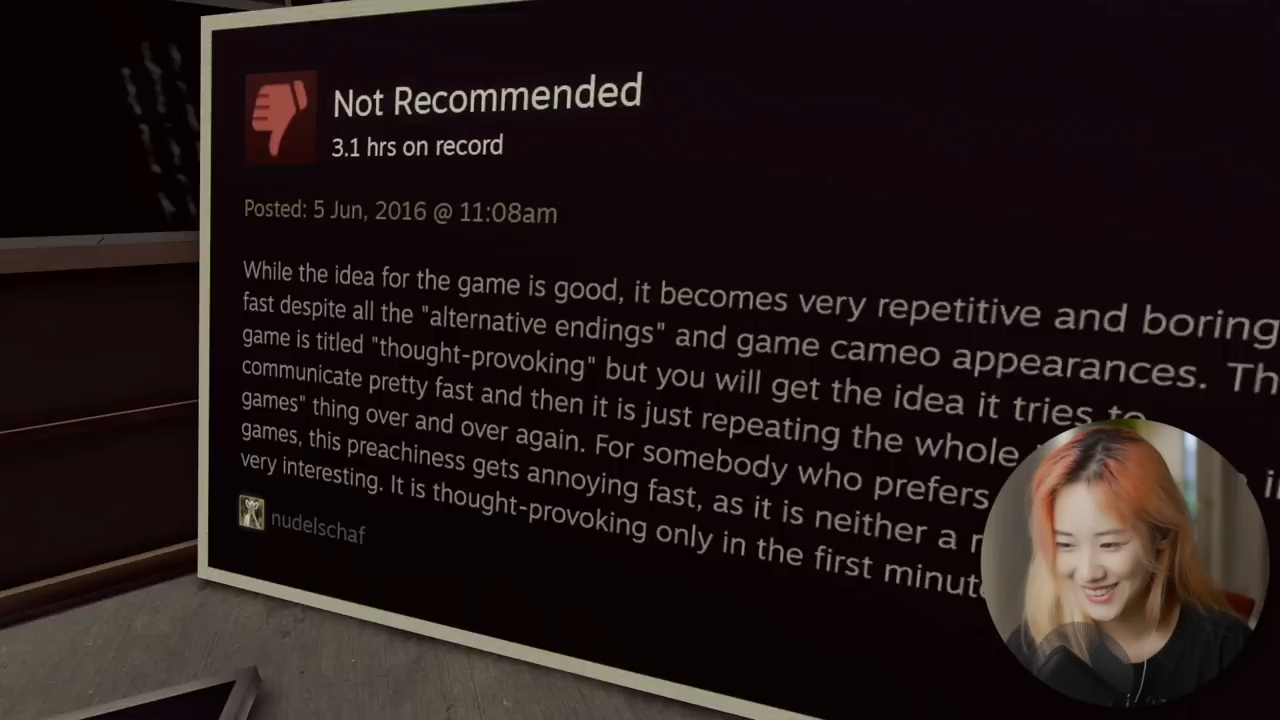 Not Recommended
3.1 hrs on record
Posted: 5 Jun, 2016 @ 11:08am
While the idea for the game is good, it becomes very repetitive and boring
fast despite all the "alternative endings" and game cameo appearances. Th
game is titled "thought-provoking" but you will get the idea it tries to
communicate pretty fast and then it is just repeating the whole
games" thing over and over again. For somebody who prefers in
games, this preachiness gets annoying fast, as it is neither a
very interesting. It is thought-provoking only in the first minut
nudelschaf